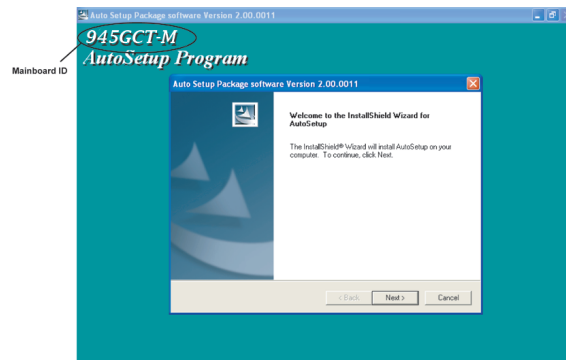 Auto Setup Package software Version 2.00.0011
945GCT-M
AutoSetup Program
Mainboard ID
Auto Setup Package software Version 2.00.0011
Welcome to the InstallShield Wizard for
AutoSetup
The InstallShield® Wizard will install AutoSetup on your
computer. To continue, click Next.
< Back
Next >
Cancel